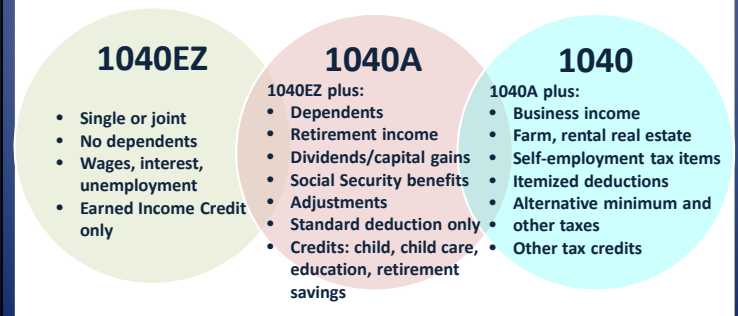 1040EZ
• Single or joint
• No dependents
• Wages, interest,
unemployment
• Earned Income Credit
only
1040A
1040EZ plus:
• Dependents
• Retirement income
• Dividends/capital gains
• Social Security benefits
• Adjustments
• Standard deduction only
• Credits: child, child care,
education, retirement
savings
1040
1040A plus:
• Business income
• Farm, rental real estate
• Self-employment tax items
• Itemized deductions
• Alternative minimum and
• other taxes
• Other tax credits